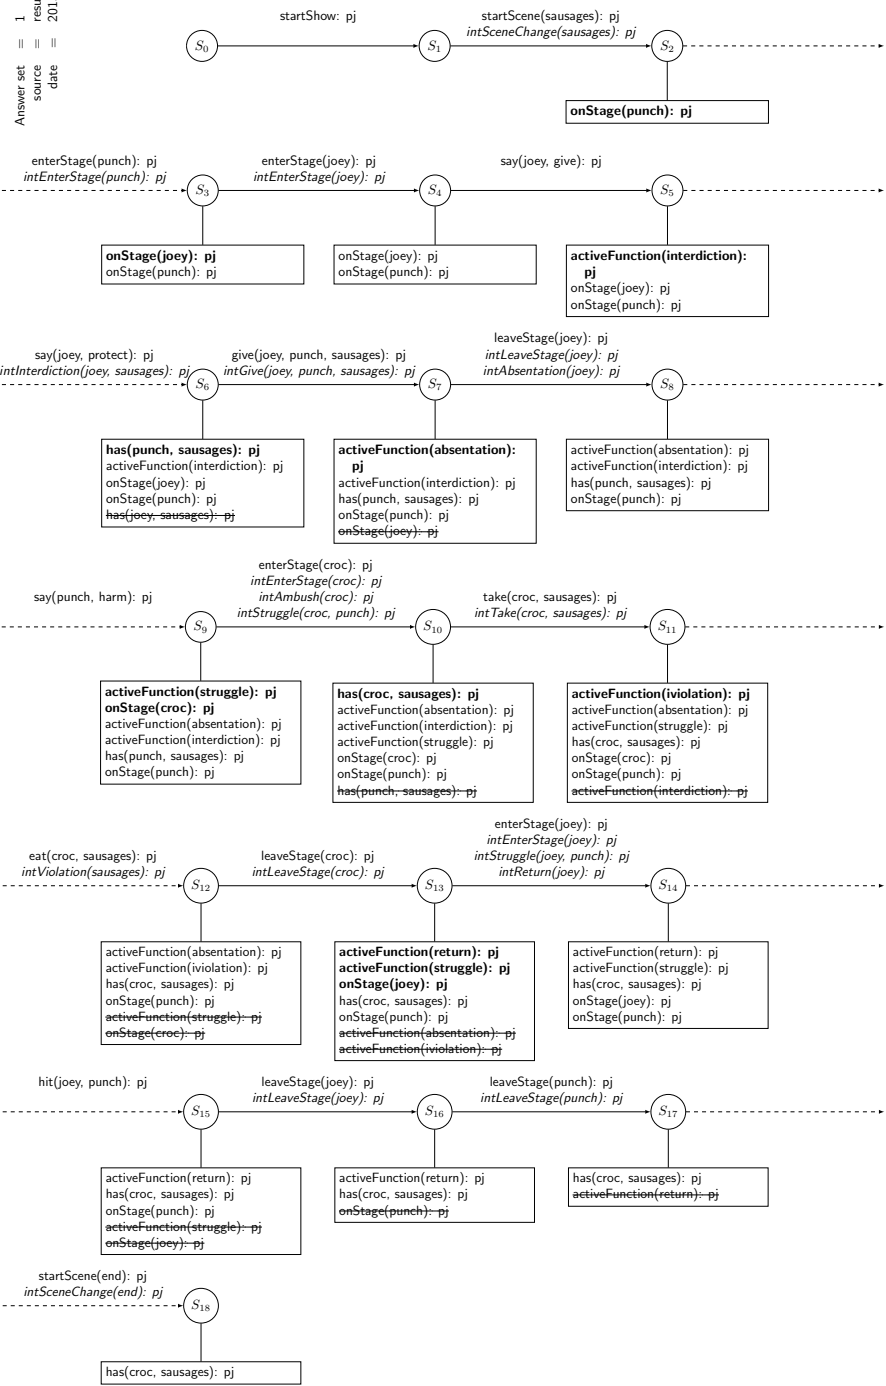 Answer set = 1
source = resu
date = 201
startShow: pj
startScene(sausages): pj
intSceneChange(sausages): pj
S0
S1
S2
onStage(punch): pj
enterStage(punch): pj
intEnterStage(punch): pj
enterStage(joey): pj
intEnterStage(joey): pj
say(joey, give): pj
S3
S4
S5
onStage(joey): pj
onStage(punch): pj
onStage(joey): pj
onStage(punch): pj
activeFunction(interdiction):
pj
onStage(joey): pj
onStage(punch): pj
say(joey, protect): pj
intInterdiction(joey, sausages): pj
give(joey, punch, sausages): pj
intGive(joey, punch, sausages): pj
leaveStage(joey): pj
intLeaveStage(joey): pj
intAbsentation(joey): pj
S6
S7
S8
has(punch, sausages): pj
activeFunction(interdiction): pj
onStage(joey): pj
onStage(punch): pj
has(joey, sausages): pj
activeFunction(absentation):
pj
activeFunction(interdiction): pj
has(punch, sausages): pj
onStage(punch): pj
onStage(joey): pj
activeFunction(absentation): pj
activeFunction(interdiction): pj
has(punch, sausages): pj
onStage(punch): pj
say(punch, harm): pj
enterStage(croc): pj
intEnterStage(croc): pj
intAmbush(croc): pj
intStruggle(croc, punch): pj
take(croc, sausages): pj
intTake(croc, sausages): pj
S9
S10
S11
activeFunction(struggle): pj
onStage(croc): pj
activeFunction(absentation): pj
activeFunction(interdiction): pj
has(punch, sausages): pj
onStage(punch): pj
has(croc, sausages): pj
activeFunction(absentation): pj
activeFunction(interdiction): pj
activeFunction(struggle): pj
onStage(croc): pj
onStage(punch): pj
has(punch, sausages): pj
activeFunction(iviolation): pj
activeFunction(absentation): pj
activeFunction(struggle): pj
has(croc, sausages): pj
onStage(croc): pj
onStage(punch): pj
activeFunction(interdiction): pj
eat(croc, sausages): pj
intViolation(sausages): pj
leaveStage(croc): pj
intLeaveStage(croc): pj
enterStage(joey): pj
intEnterStage(joey): pj
intStruggle(joey, punch): pj
intReturn(joey): pj
S12
S13
S14
activeFunction(absentation): pj
activeFunction(iviolation): pj
has(croc, sausages): pj
onStage(punch): pj
activeFunction(struggle): pj
onStage(croc): pj
activeFunction(return): pj
activeFunction(struggle): pj
onStage(joey): pj
has(croc, sausages): pj
onStage(punch): pj
activeFunction(absentation): pj
activeFunction(iviolation): pj
activeFunction(return): pj
activeFunction(struggle): pj
has(croc, sausages): pj
onStage(joey): pj
onStage(punch): pj
hit(joey, punch): pj
leaveStage(joey): pj
intLeaveStage(joey): pj
leaveStage(punch): pj
intLeaveStage(punch): pj
S15
S16
S17
activeFunction(return): pj
has(croc, sausages): pj
onStage(punch): pj
activeFunction(struggle): pj
onStage(joey): pj
activeFunction(return): pj
has(croc, sausages): pj
onStage(punch): pj
has(croc, sausages): pj
activeFunction(return): pj
startScene(end): pj
intSceneChange(end): pj
S18
has(croc, sausages): pj